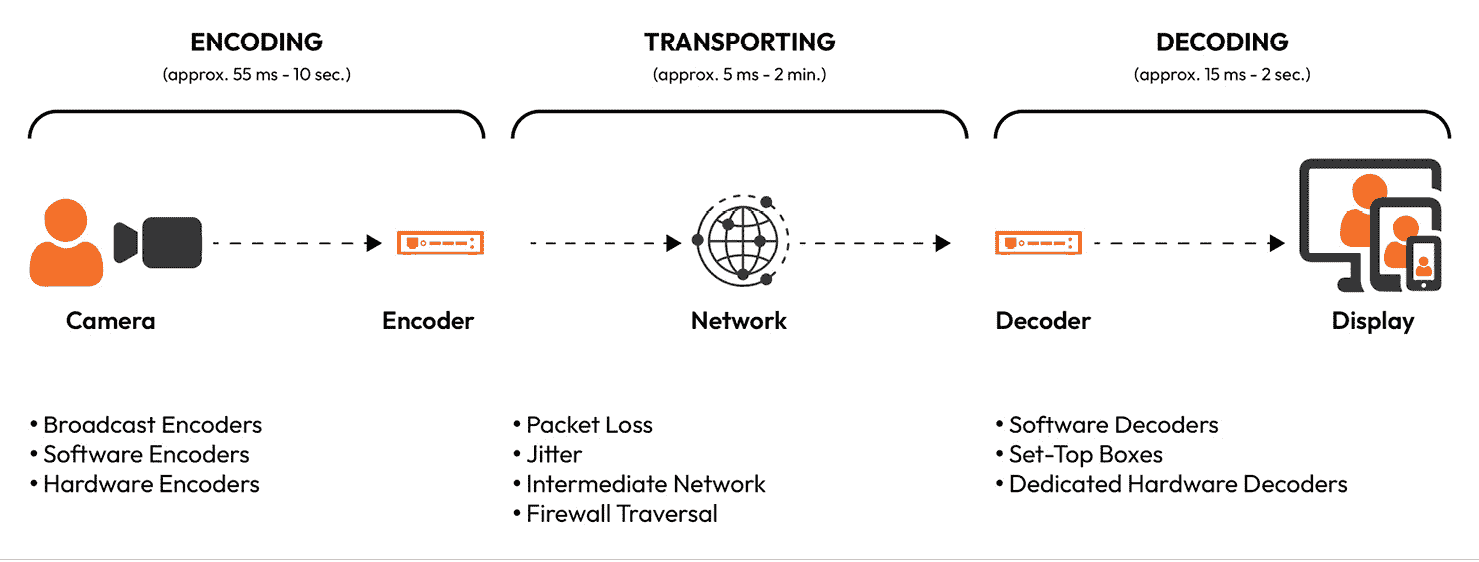 ENCODING
(approx. 55 ms - 10 sec.)
TRANSPORTING
(approx. 5 ms - 2 min.)
DECODING
(approx. 15 ms - 2 sec.)
Camera
Encoder
Network
Decoder
Display
• Broadcast Encoders
• Software Encoders
• Hardware Encoders
• Packet Loss
• Jitter
• Intermediate Network
• Firewall Traversal
• Software Decoders
• Set-Top Boxes
• Dedicated Hardware Decoders